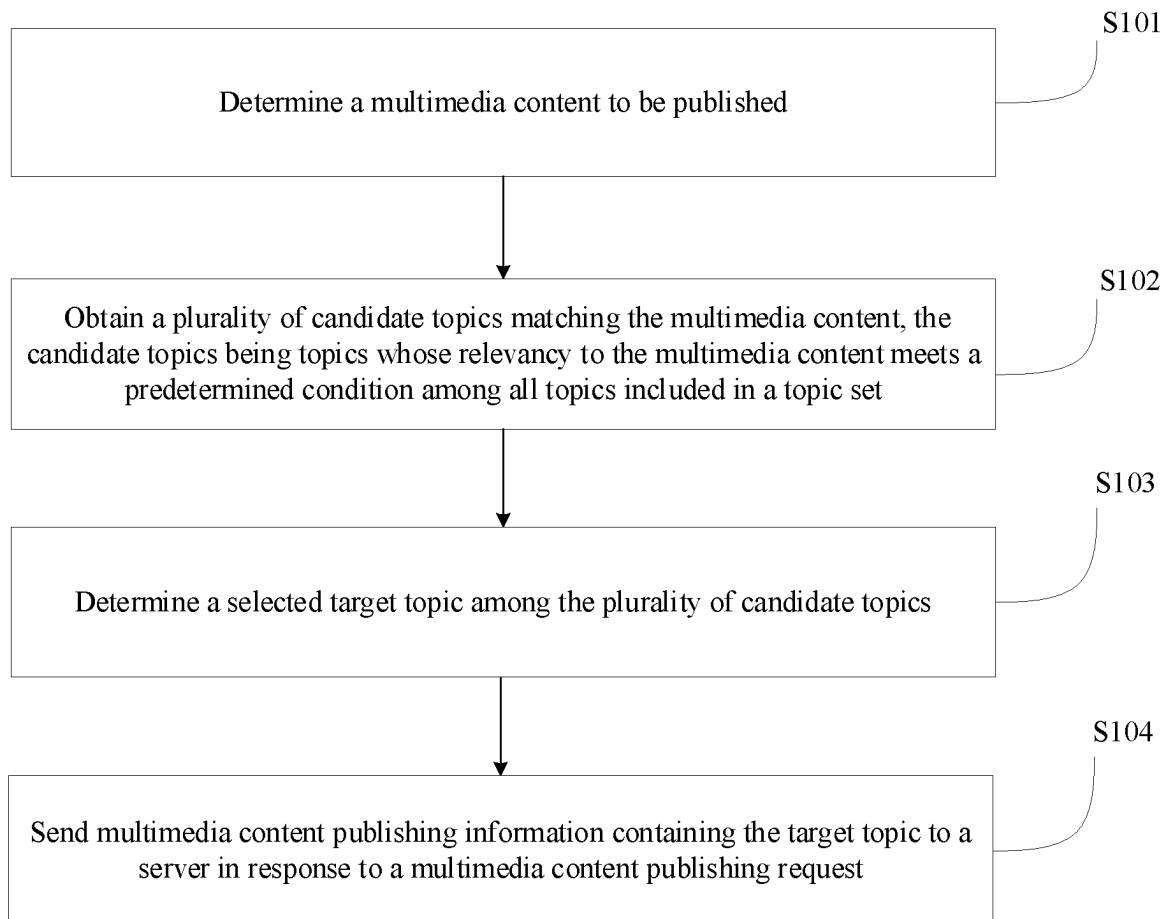 S101
Determine a multimedia content to be published
S102
Obtain a plurality of candidate topics matching the multimedia content, the
candidate topics being topics whose relevancy to the multimedia content meets a
predetermined condition among all topics included in a topic set
S103
Determine a selected target topic among the plurality of candidate topics
S104
Send multimedia content publishing information containing the target topic to a
server in response to a multimedia content publishing request